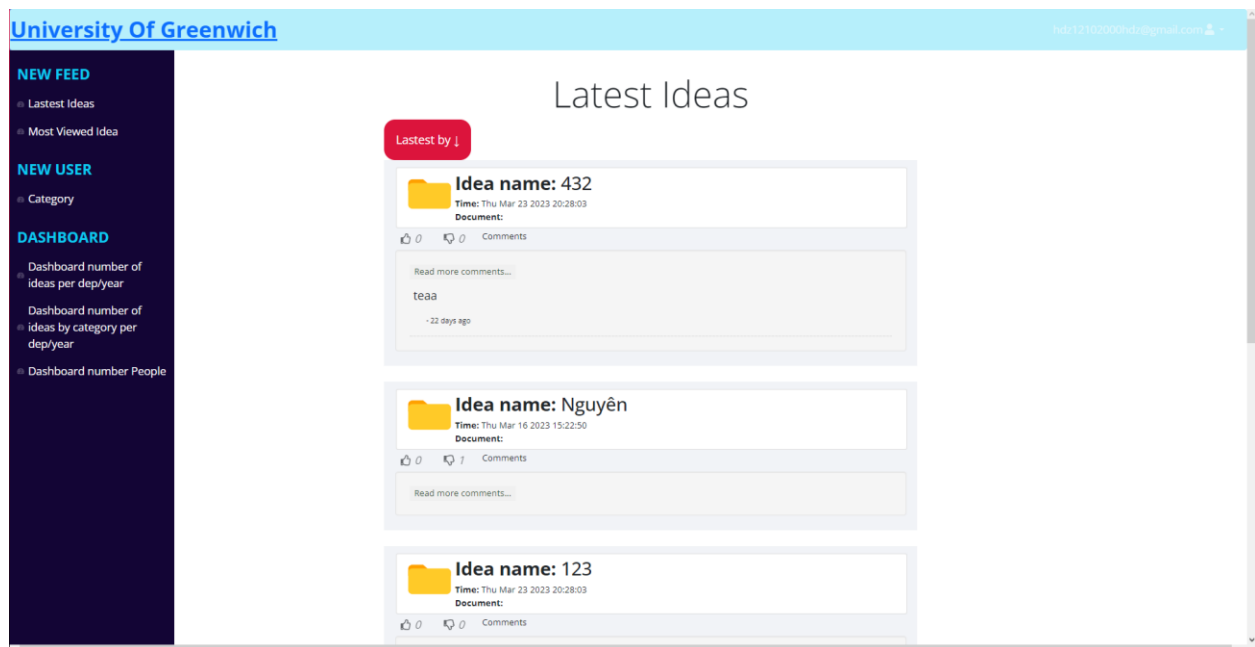 University Of Greenwich
hdz12102000hdz@gmail.com
NEW FEED
Lastest Ideas
Most Viewed Idea
NEW USER
Category
DASHBOARD
Dashboard number of
ideas per dep/year
Dashboard number of
ideas by category per
dep/year
Dashboard number People
Latest Ideas
Lastest by ↓
Idea name: 432
Time: Thu Mar 23 2023 20:28:03
Document:
0 0 Comments
Read more comments...
teaa
- 22 days ago
Idea name: Nguyên
Time: Thu Mar 16 2023 15:22:50
Document:
0 1 Comments
Read more comments...
Idea name: 123
Time: Thu Mar 23 2023 20:28:03
Document:
0 0 Comments